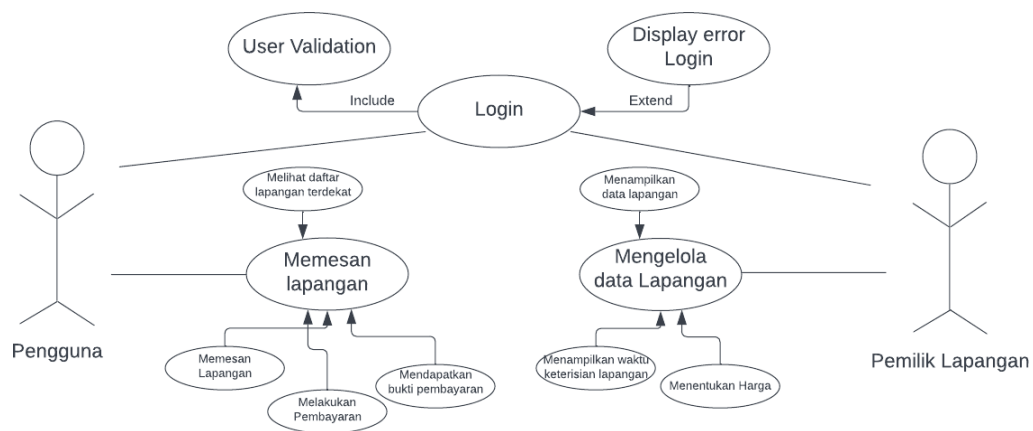 User Validation
Display error
Login
Include
Extend
Login
Melihat daftar
lapangan terdekat
Menampilkan
data lapangan
Memesan
lapangan
Mengelola
data Lapangan
Pengguna
Pemilik Lapangan
Memesan
Lapangan
Melakukan
Pembayaran
Mendapatkan
bukti pembayaran
Menampilkan waktu
keterisian lapangan
Menentukan Harga